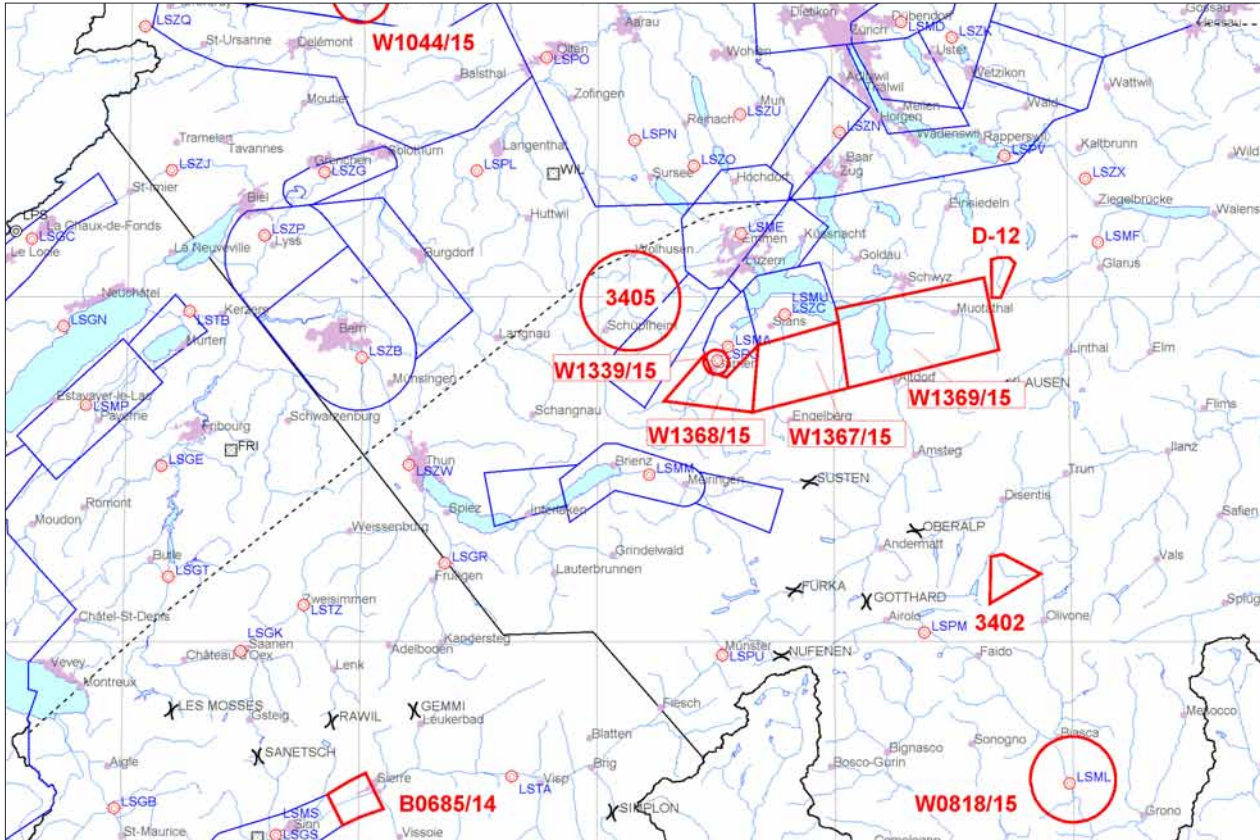 LSZQ
St-Ursanne
Delémont
W1044/15
Balsthal
Olten
LSPO
Aarau
Wohlen
Dietikon
Zürich
Dübendorf
LSMD
LSZK
Uster
Wetzikon
Gossau
Herisau
Wattwil
Zofingen
Moutier
Reinach
Muri
LSZU
Adliswil
Thalwil
Meilen
Horgen
Wald
Tramelan
Tavannes
Solothurn
Langenthal
LSPN
LSZN
Wädenswil
Rapperswil
LSPV
Kaltbrunn
Wild
LSZJ
Grenchen
LSZG
LSPL
WIL
Sursee
LSZO
Hochdorf
Baar
Zug
LSZX
St-Imier
Biel
Huttwil
Einsiedeln
Ziegelbrücke
Walens
LPS
La Chaux-de-Fonds
LSGC
Le Locle
La Neuveville
LSZP
Lyss
Burgdorf
Wolhusen
LSME
Emmen
Küssnacht
D-12
LSMF
Luzern
Goldau
Glarus
Schwyz
Neuchâtel
Kerzers
3405
LSMU
LSZC
Muotathal
LSGN
LSTB
Murten
Bern
Langnau
Schüpfheim
Stans
LSZB
LSMA
Linthal
Elm
W1339/15
Münsingen
Altdorf
KLAUSEN
Estavayer-le-Lac
LSMP
Payerne
Schwarzenburg
Schangnau
W1369/15
Flims
Engelberg
Fribourg
FRI
W1368/15
W1367/15
Amsteg
Ilanz
LSGE
Thun
LSZW
Brienz
LSMM
Meiringen
SUSTEN
Trun
Romont
Disentis
Moudon
Spiez
Interlaken
Safien
Weissenburg
OBERALP
Andermatt
Bulle
Grindelwald
Vals
LSGT
LSGR
Frutigen
Lauterbrunnen
FURKA
GOTTHARD
Zweisimmen
LSTZ
Splüg
Châtel-St-Denis
Airolo
3402
Olivone
LSPM
LSGK
Saanen
Château d'Oex
Adelboden
Kandersteg
Münster
LSPU
NUFENEN
Faido
Vevey
Lenk
Montreux
LES MOSSES
Gsteig
RAWIL
GEMMI
Leukerbad
Fiesch
Mesocco
SANETSCH
Blatten
Biasca
Aigle
Bignasco
Sonogno
Bosco-Gurin
Sierre
LSTA
Visp
Brig
LSML
LSGB
B0685/14
SIMPLON
W0818/15
Grono
LSMS
Sion
LSGS
St-Maurice
Vissoie